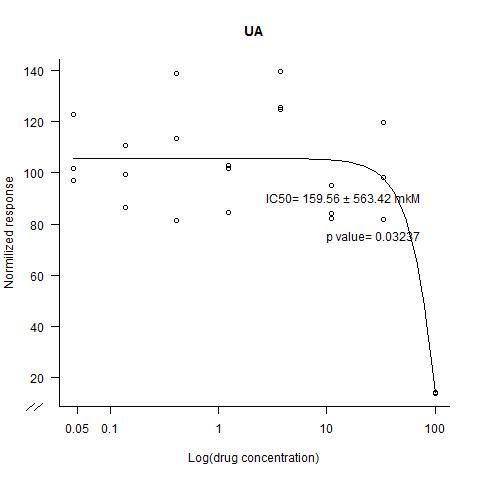 UA
140
120
100
80
60
40
20
Normilized response
IC50= 159.56 ± 563.42 mkM
p value= 0.03237
0.05 0.1 1 10 100
Log(drug concentration)